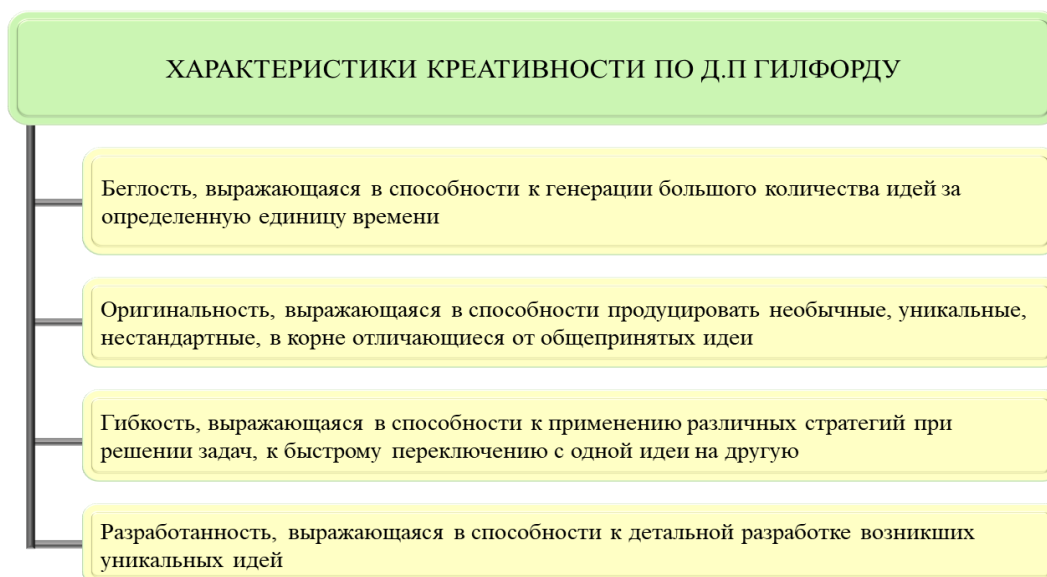 ХАРАКТЕРИСТИКИ КРЕАТИВНОСТИ ПО Д.П ГИЛФОРДУ
Беглость, выражающаяся в способности к генерации большого количества идей за
определенную единицу времени
Оригинальность, выражающаяся в способности продуцировать необычные, уникальные,
нестандартные, в корне отличающиеся от общепринятых идеи
Гибкость, выражающаяся в способности к применению различных стратегий при
решении задач, к быстрому переключению с одной идеи на другую
Разработанность, выражающаяся в способности к детальной разработке возникших
уникальных идей